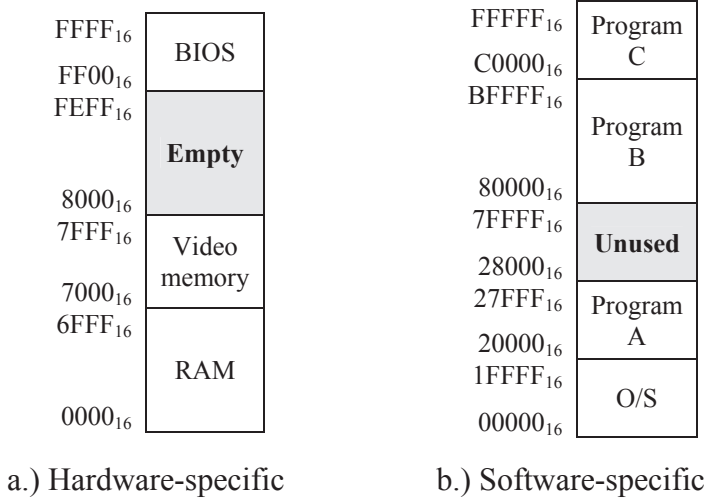 FFFF₁₆
BIOS
FF00₁₆
FEFF₁₆
Empty
8000₁₆
7FFF₁₆
Video
memory
7000₁₆
6FFF₁₆
RAM
0000₁₆
a.) Hardware-specific
FFFFF₁₆
Program
C
C0000₁₆
BFFFF₁₆
Program
B
80000₁₆
7FFFF₁₆
Unused
28000₁₆
27FFF₁₆
Program
A
20000₁₆
1FFFF₁₆
O/S
00000₁₆
b.) Software-specific